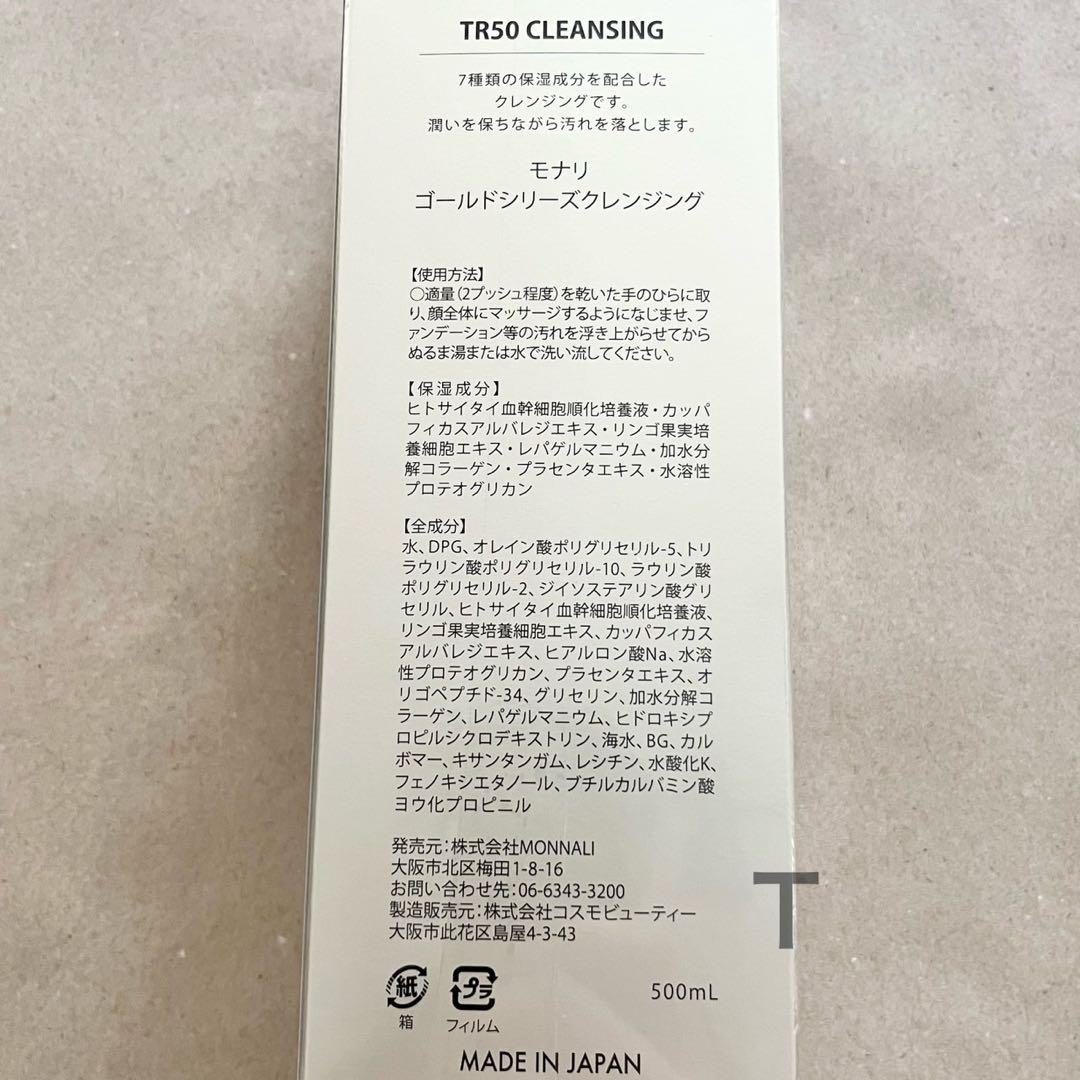 TR50 CLEANSING
7種類の保湿成分を配合した
クレンジングです。
潤いを保ちながら汚れを落とします。
モナリ
ゴールドシリーズクレンジング
【使用方法】
○適量(2プッシュ程度)を乾いた手のひらに取
り、顔全体にマッサージするようになじませ、フ
ァンデーション等の汚れを浮き上がらせてから
ぬるま湯または水で洗い流してください。
【保湿成分】
ヒトサイタイ血幹細胞順化培養液・カッパ
フィカスアルバレジエキス・リンゴ果実培
養細胞エキス・レパゲルマニウム・加水分
解コラーゲン・プラセンタエキス・水溶性
プロテオグリカン
【全成分】
水、DPG、オレイン酸ポリグリセリル-5、トリ
ラウリン酸ポリグリセリル-10、ラウリン酸
ポリグリセリル-2、ジイソステアリン酸グリ
セリル、ヒトサイタイ血幹細胞順化培養液、
リンゴ果実培養細胞エキス、カッパフィカス
アルバレジエキス、ヒアルロン酸Na、水溶
性プロテオグリカン、プラセンタエキス、オ
リゴペプチド-34、グリセリン、加水分解コ
ラーゲン、レパゲルマニウム、ヒドロキシプ
ロピルシクロデキストリン、海水、BG、カル
ボマー、キサンタンガム、レシチン、水酸化K、
フェノキシエタノール、ブチルカルバミン酸
ヨウ化プロピニル
発売元:株式会社MONNALI
大阪市北区梅田1-8-16
お問い合わせ先:06-6343-3200
製造販売元:株式会社コスモビューティー
大阪市此花区島屋4-3-43
紙
箱
プラ
フィルム
500mL
T
MADE IN JAPAN